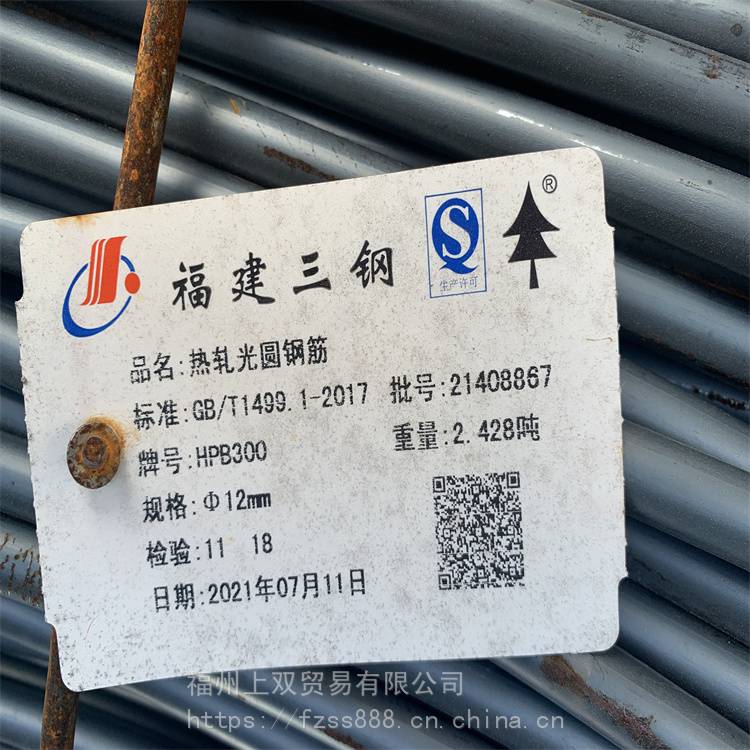 福建三钢
生产许可
®
品名:热轧光圆钢筋
标准:GB/T1499.1-2017 批号:21408867
牌号:HPB300 重量:2.428吨
规格:Φ12mm
检验:11 18
日期:2021年07月11日
福州上双贸易有限公司
https://fzss888.cn.china.cn